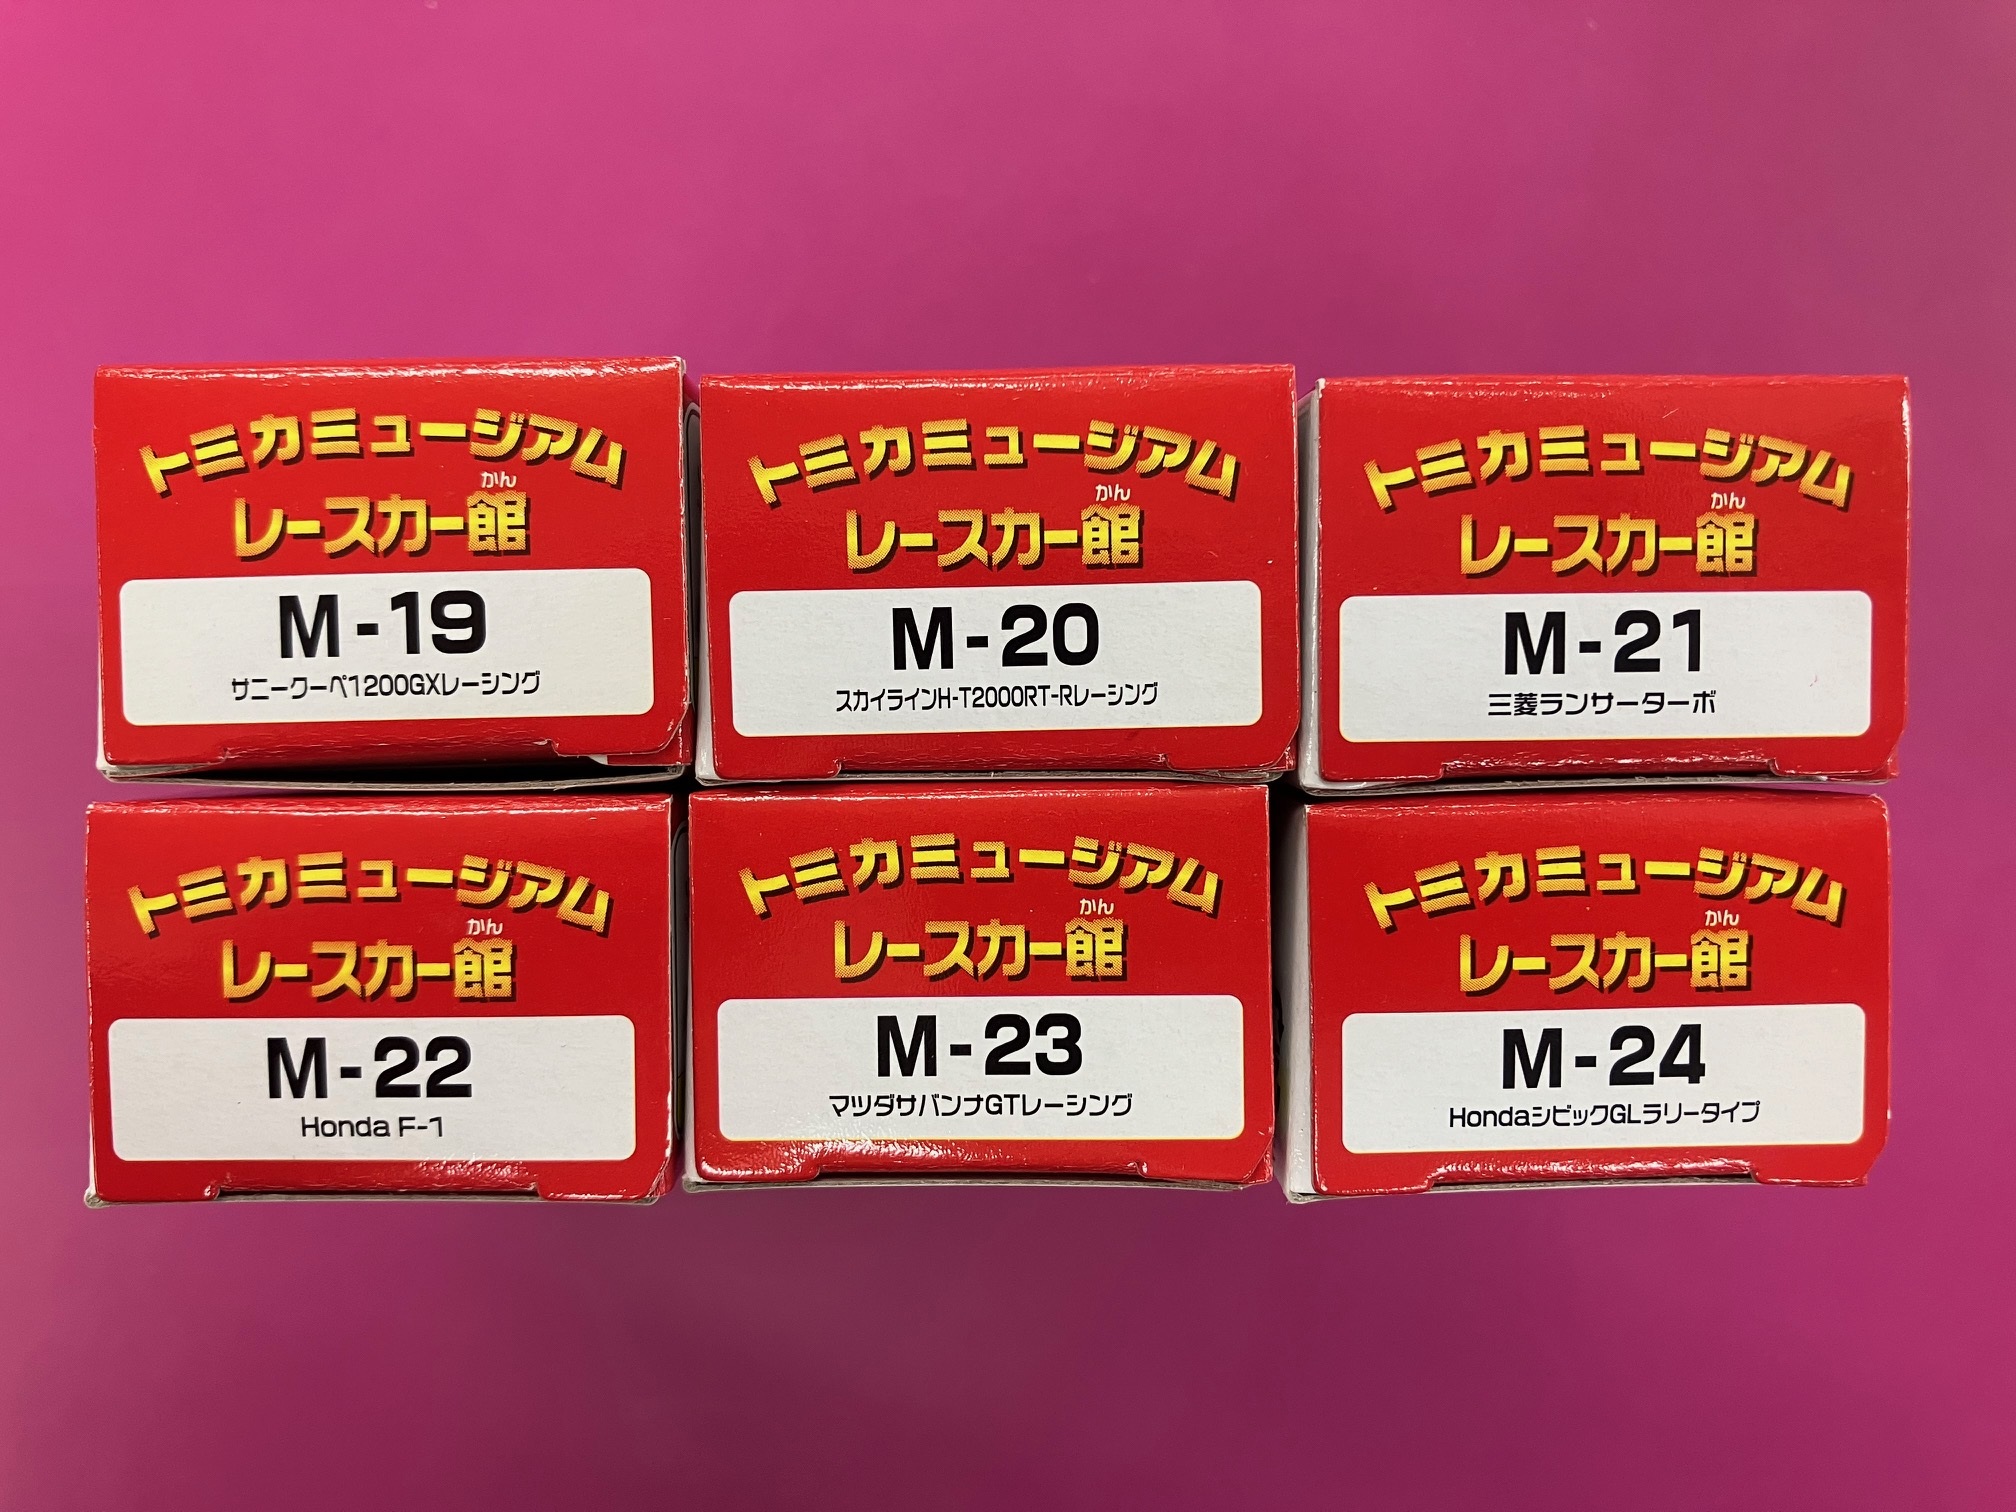 トミカミュージアム
かん
レースカー館
M-19
サニークーペ1200GXレーシング
トミカミュージアム
かん
レースカー館
M-20
スカイラインH-T2000RT-Rレーシング
トミカミュージアム
かん
レースカー館
M-21
三菱ランサーターボ
トミカミュージアム
かん
レースカー館
M-22
Honda F-1
トミカミュージアム
かん
レースカー館
M-23
マツダサバンナGTレーシング
トミカミュージアム
かん
レースカー館
M-24
HondaシビックGLラリータイプ